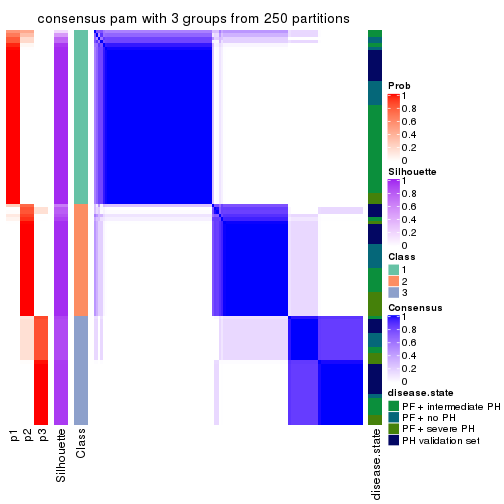 consensus pam with 3 groups from 250 partitions
Prob
1
0.8
0.6
0.4
0.2
0
Silhouette
1
0.8
0.6
0.4
0.2
0
Class
1
2
3
Consensus
1
0.8
0.6
0.4
0.2
0
disease.state
PF + intermediate PH
PF + no PH
PF + severe PH
PH validation set
p1
p2
p3
Silhouette
Class
disease.state